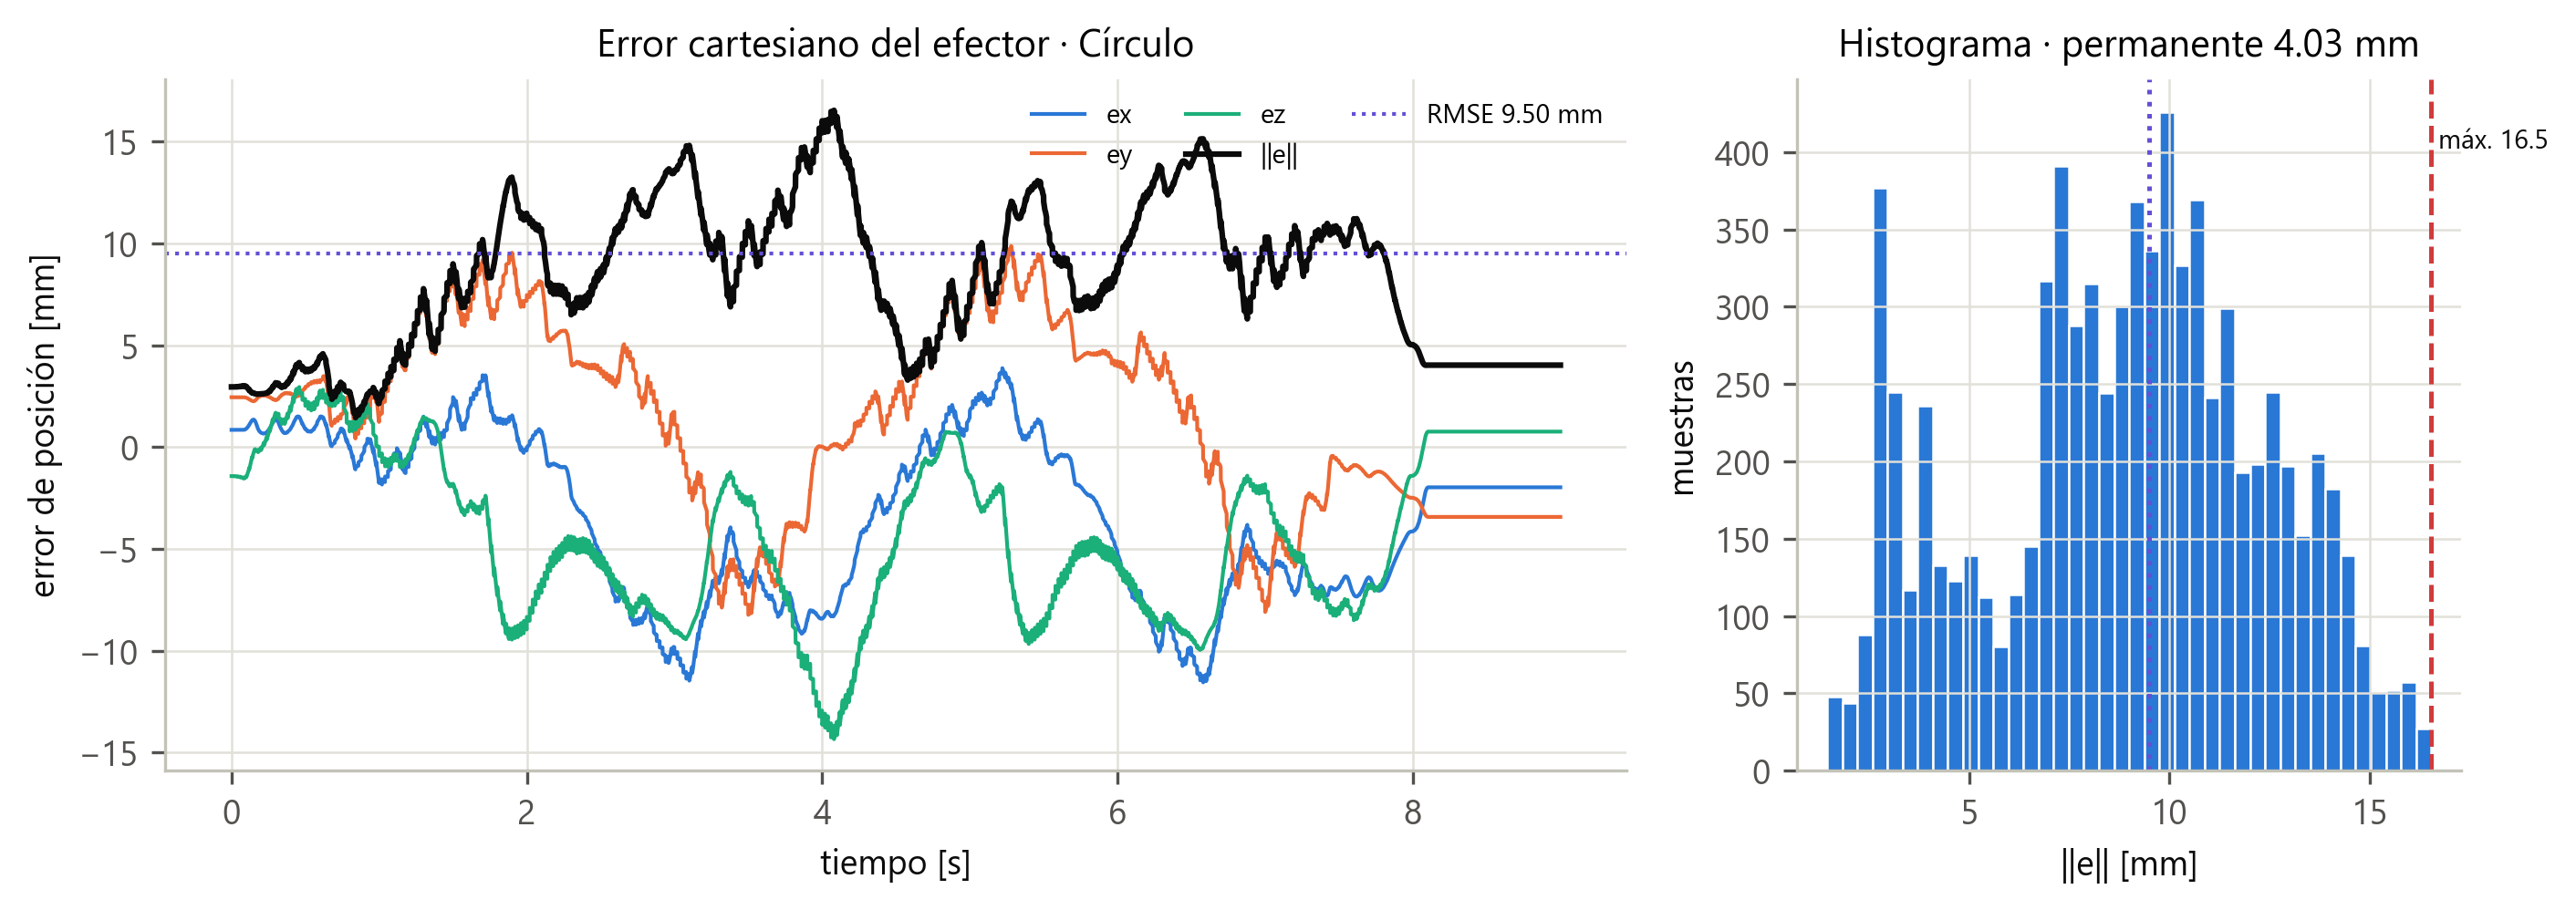 Error cartesiano del efector · Círculo
error de posición [mm]
15
10
5
0
−5
−10
−15
ex
ey
ez
||e||
RMSE 9.50 mm
0
2
4
6
8
tiempo [s]
Histograma · permanente 4.03 mm
muestras
400
350
300
250
200
150
100
50
0
máx. 16.5
5
10
15
||e|| [mm]